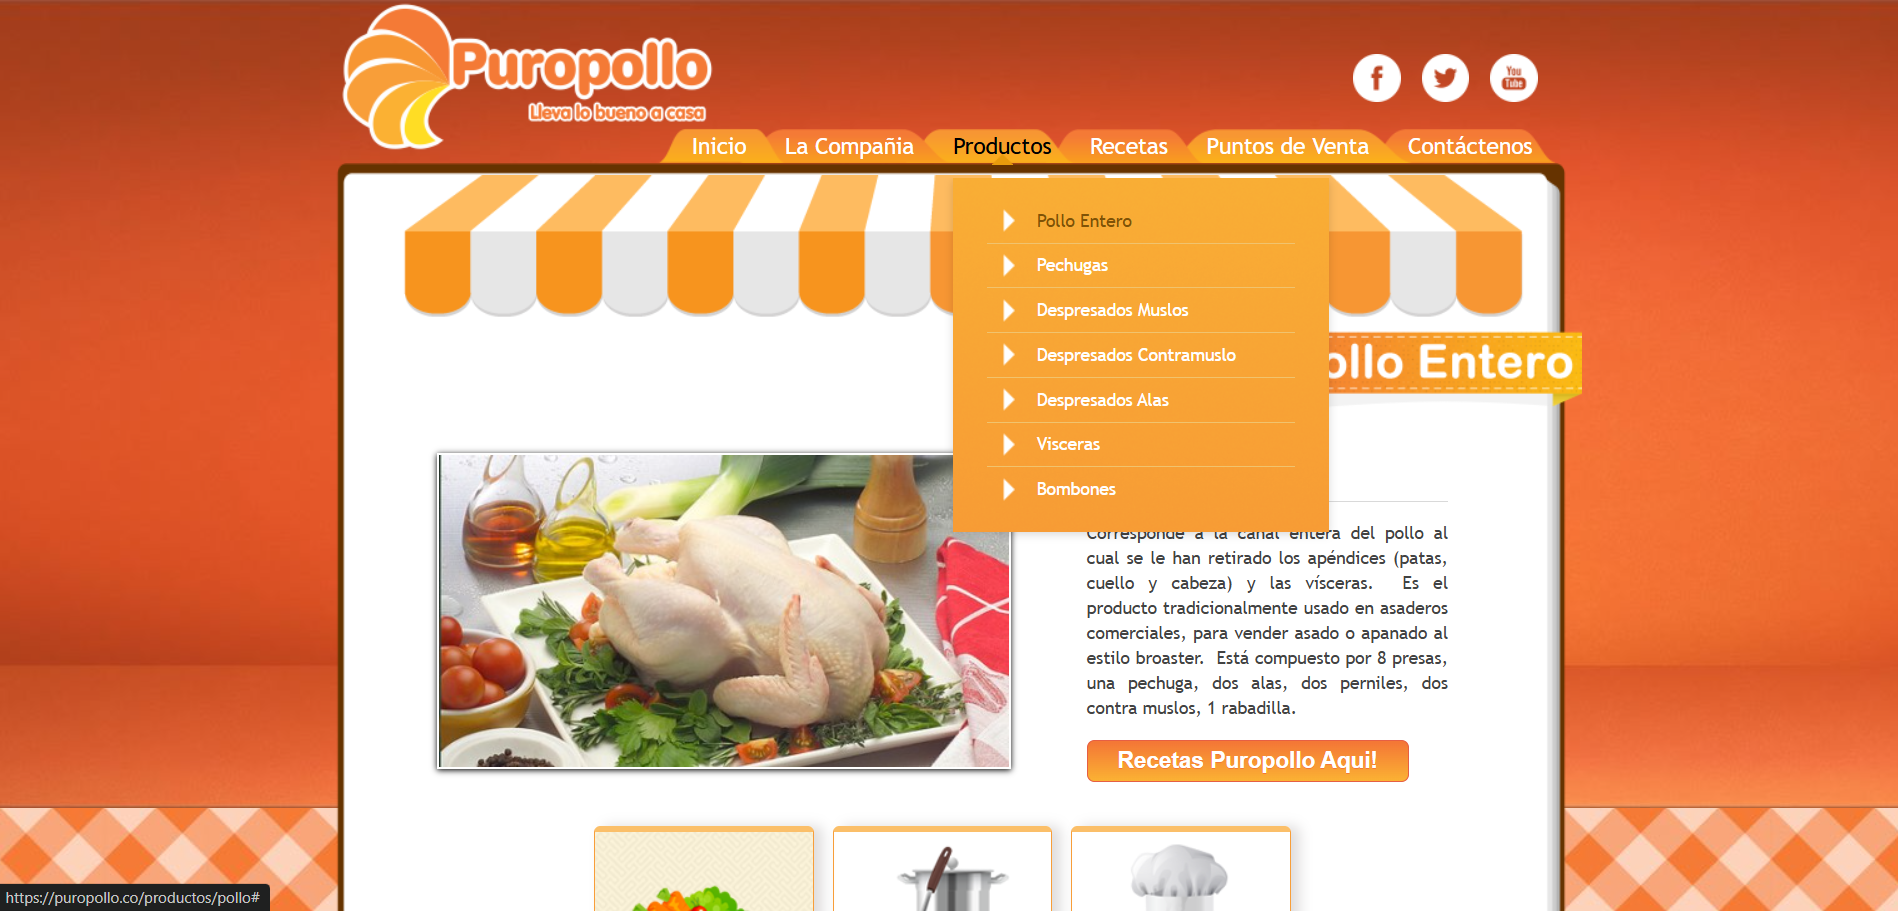 Puropollo
Lleva lo bueno a casa
You
Tube
Inicio
La Compañia
Productos
Recetas
Puntos de Venta
Contáctenos
Pollo Entero
Pechugas
Despresados Muslos
Despresados Contramuslo
Despresados Alas
Visceras
Bombones
ollo Entero
Corresponde a la canal entera del pollo al
cual se le han retirado los apéndices (patas,
cuello y cabeza) y las vísceras. Es el
producto tradicionalmente usado en asaderos
comerciales, para vender asado o apanado al
estilo broaster. Está compuesto por 8 presas,
una pechuga, dos alas, dos perniles, dos
contra muslos, 1 rabadilla.
Recetas Puropollo Aqui!
https://puropollo.co/productos/pollo#